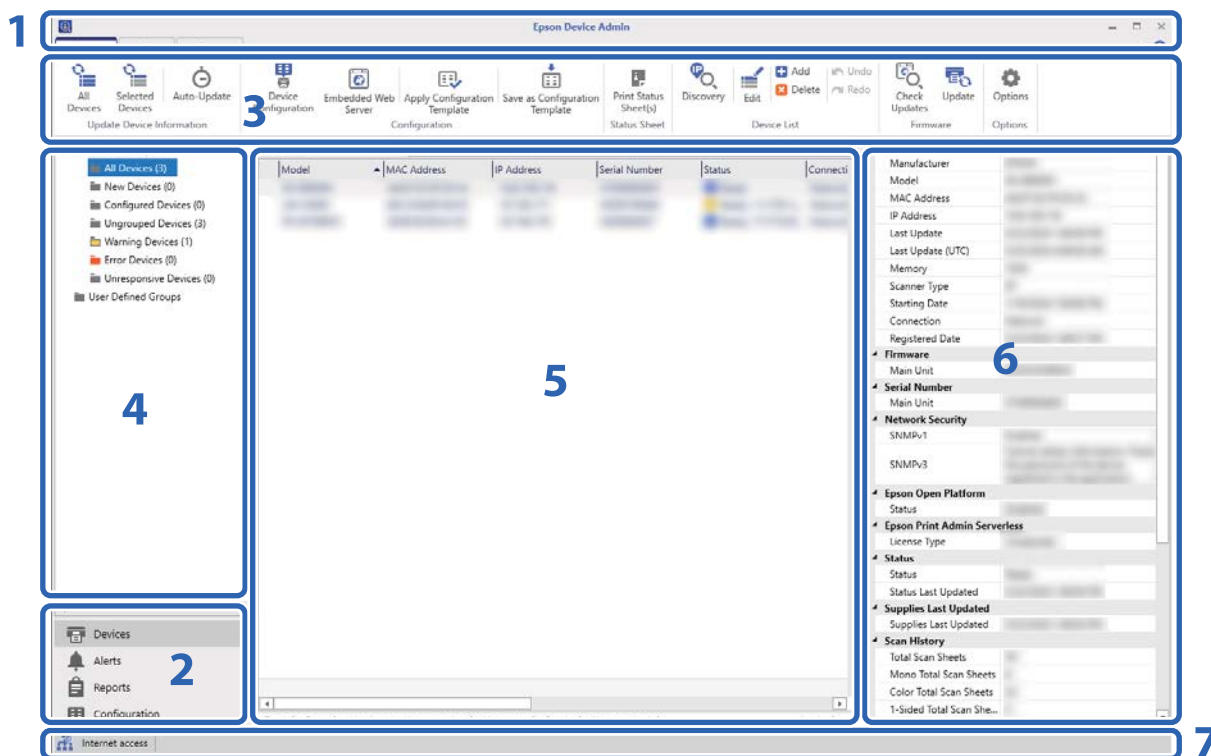 1
Epson Device Admin
All Devices
Selected Devices
Auto-Update
Update Device Information
3
Device
Embedded Web Server
Apply Configuration Template
Save as Configuration Template
Configuration
Print Status Sheet(s)
Status Sheet
Discovery
Edit
Add
Delete
Undo
Redo
Device List
Check Updates
Update
Firmware
Options
Options
All Devices (3)
New Devices (0)
Configured Devices (0)
Ungrouped Devices (3)
Warning Devices (1)
Error Devices (0)
Unresponsive Devices (0)
User Defined Groups
4
Devices
Alerts
Reports
Configuration
2
Model MAC Address IP Address Serial Number Status Connecti
5
Manufacturer
Model
MAC Address
IP Address
Last Update
Last Update (UTC)
Memory
Scanner Type
Starting Date
Connection
Registered Date
6
Firmware
Main Unit
Serial Number
Main Unit
Network Security
SNMPv1
SNMPv3
Epson Open Platform
Status
Epson Print Admin Serverless
License Type
Status
Status
Status Last Updated
Supplies Last Updated
Supplies Last Updated
Scan History
Total Scan Sheets
Mono Total Scan Sheets
Color Total Scan Sheets
1-Sided Total Scan She...
Internet access
7